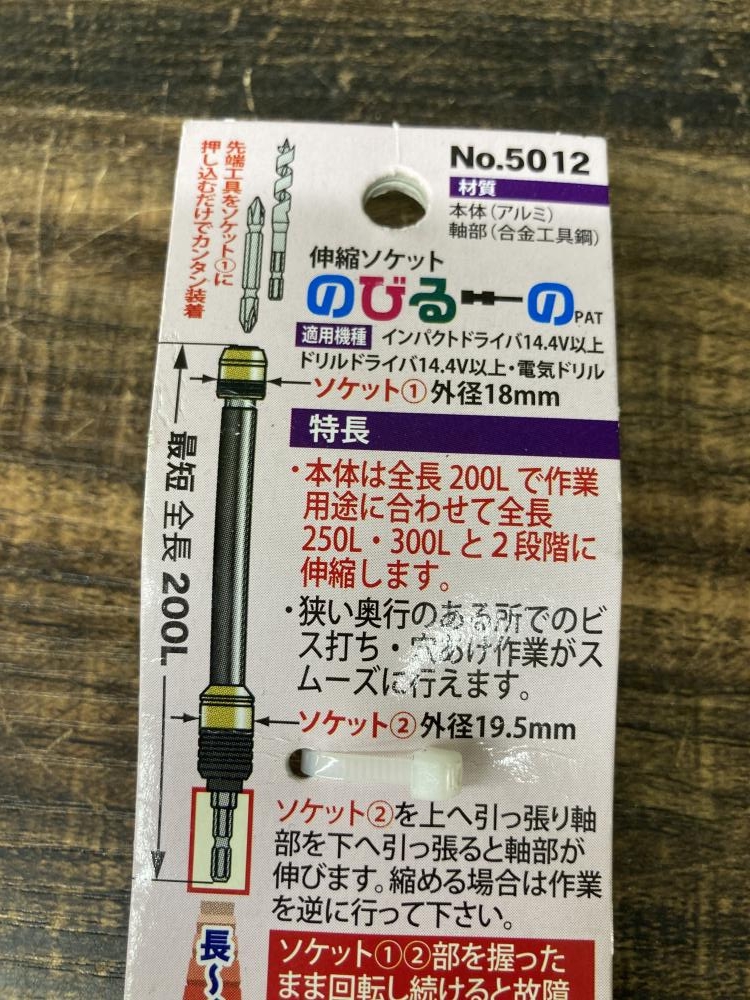 No.5012
材質
本体（アルミ）
軸部（合金工具鋼）
先端工具をソケット①に
押し込むだけでカンタン装着
伸縮ソケット
のびるーの
PAT
適用機種 インパクトドライバ14.4V以上
ドリルドライバ14.4V以上・電気ドリル
ソケット① 外径18mm
最短 全長 200L
特長
・本体は全長 200L で作業
用途に合わせて全長
250L・300L と 2 段階に
伸縮します。
・狭い奥行のある所でのビ
ス打ち・穴あけ作業がス
ムーズに行えます。
ソケット② 外径19.5mm
ソケット②を上へ引っ張り軸
部を下へ引っ張ると軸部が
伸びます。縮める場合は作業
を逆に行って下さい。
長〜
ソケット①②部を握った
まま回転し続けると故障